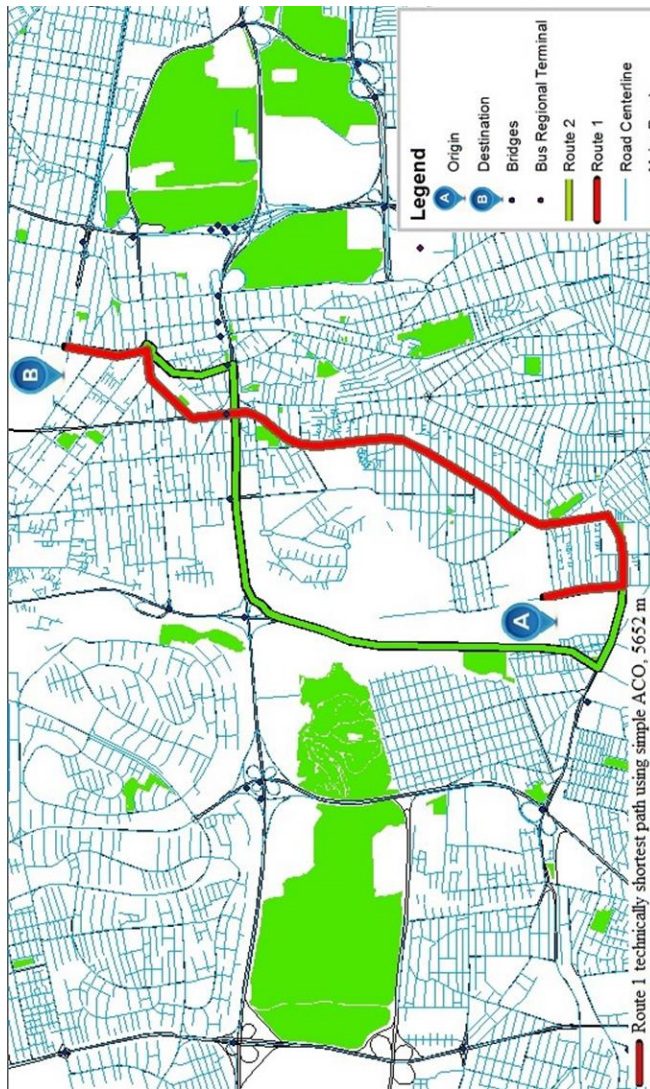 B
A
Legend
A Origin
B Destination
Bridges
Bus Regional Terminal
Route 2
Route 1
Road Centerline
Route 1 technically shortest path using simple ACO, 5652 m